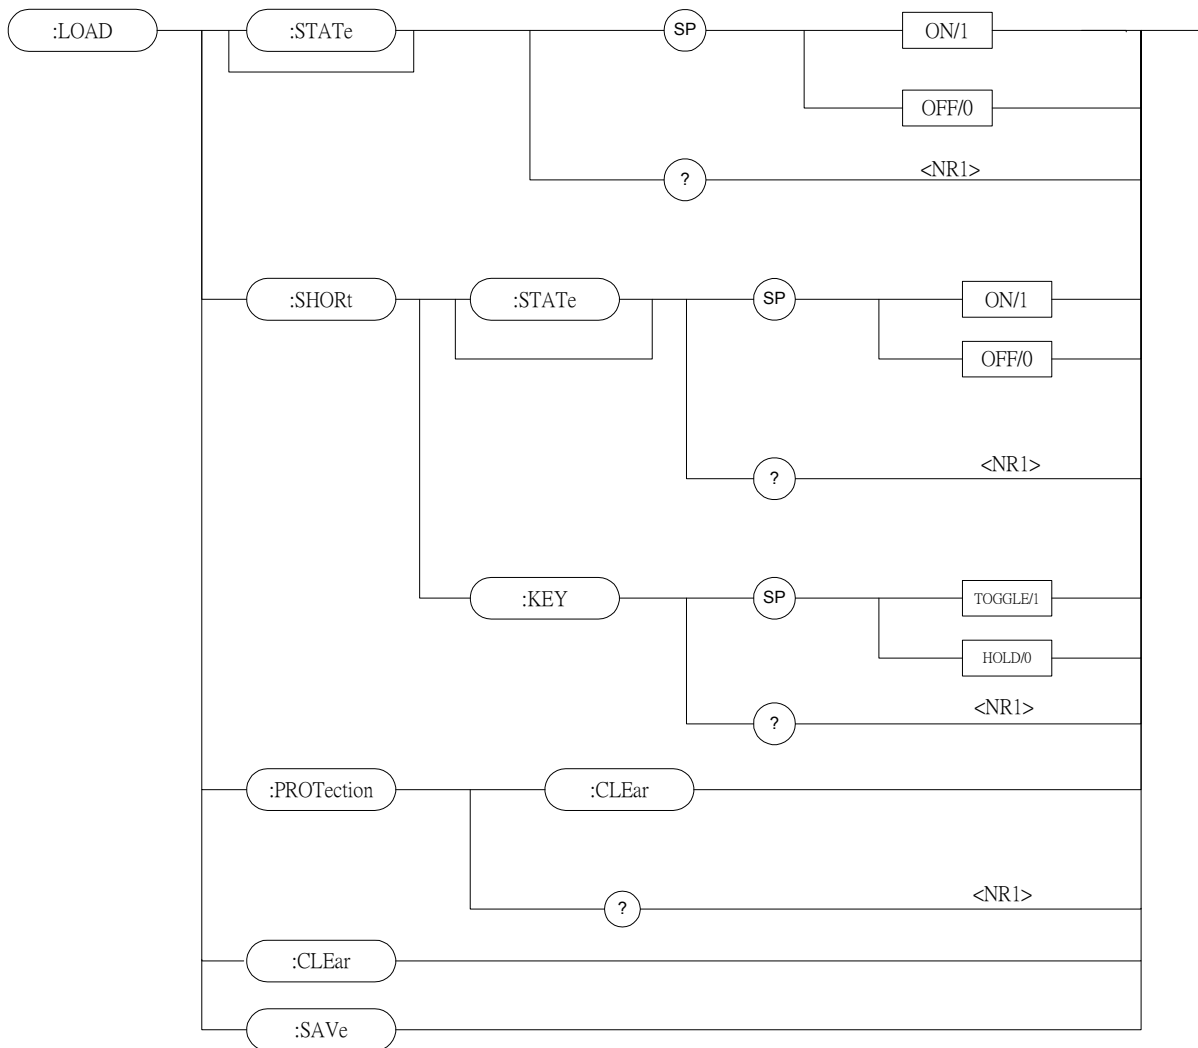 :LOAD
:STATe
SP
ON/1
OFF/0
?
<NR1>
:SHORt
:STATe
SP
ON/1
OFF/0
?
<NR1>
:KEY
SP
TOGGLE/1
HOLD/0
?
<NR1>
:PROTection
:CLEar
?
<NR1>
:CLEar
:SAVe